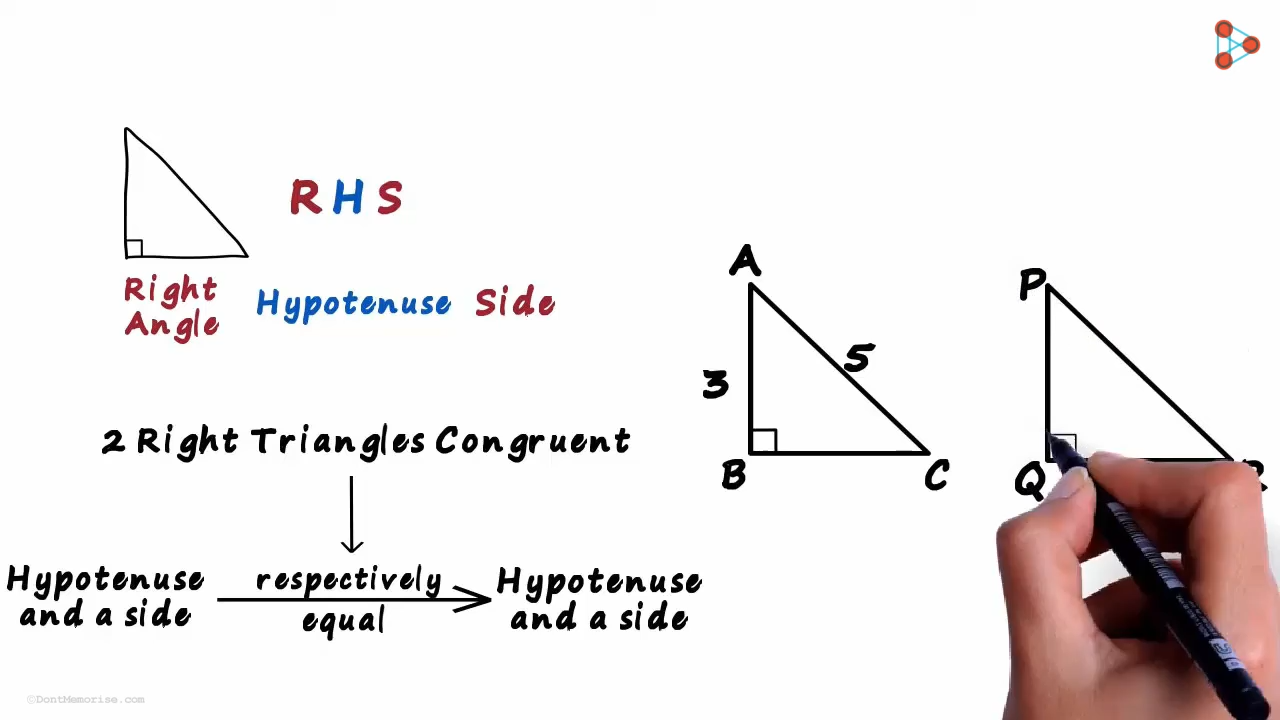 R H S
Right
Angle
Hypotenuse Side
2 Right Triangles Congruent
Hypotenuse
and a side
respectively
equal
Hypotenuse
and a side
A
3
5
B
C
P
Q
R
©DontMemorise.com